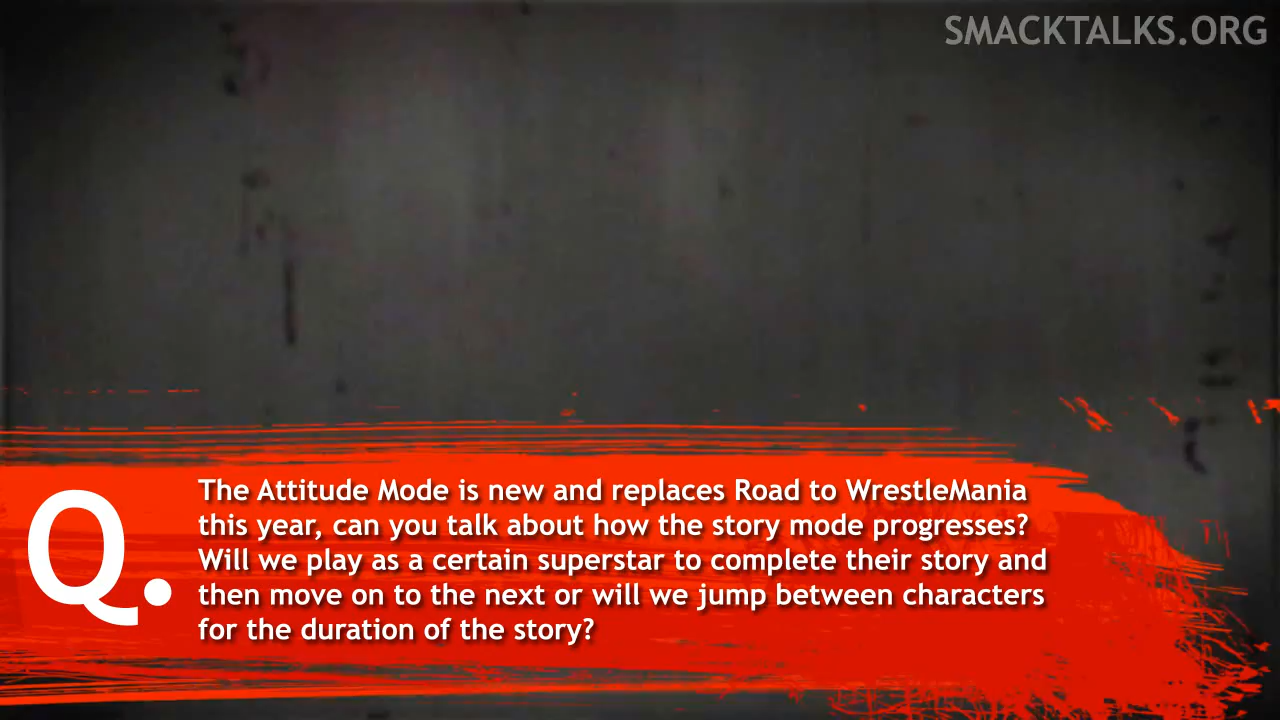 SMACKTALKS.ORG
Q.
The Attitude Mode is new and replaces Road to WrestleMania
this year, can you talk about how the story mode progresses?
Will we play as a certain superstar to complete their story and
then move on to the next or will we jump between characters
for the duration of the story?